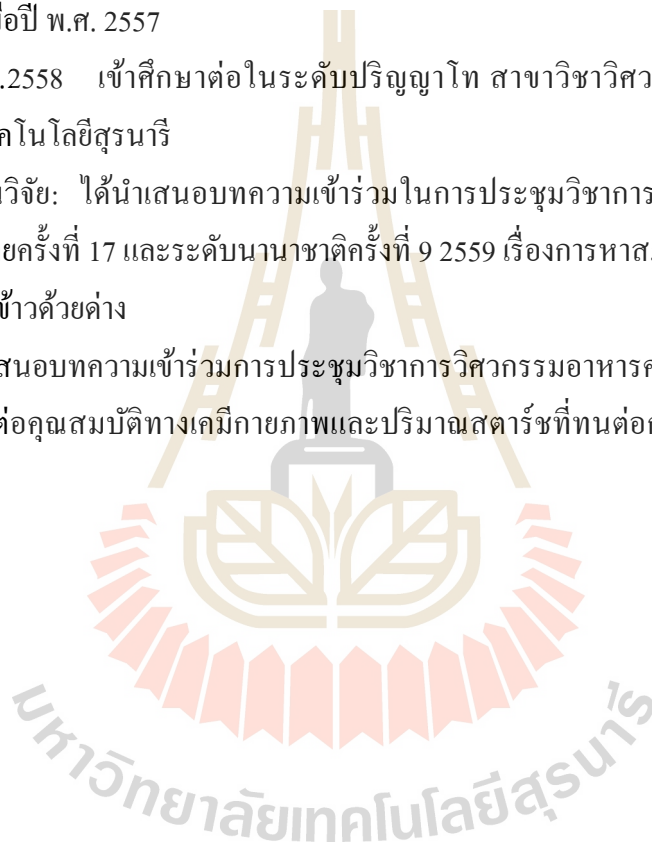 มื่อปี พ.ศ. 2557
.2558 เข้าศึกษาต่อในระดับปริญญาโท สาขาวิชาวิศว
คโนโลยีสุรนารี
นวิจัย: ได้นำเสนอบทความเข้าร่วมในการประชุมวิชาการ
ยครั้งที่ 17 และระดับนานาชาติครั้งที่ 9 2559 เรื่องการหาส
ข้าวด้วยด่าง
สนอบทความเข้าร่วมการประชุมวิชาการวิศวกรรมอาหาร
ต่อคุณสมบัติทางเคมีกายภาพและปริมาณสตาร์ชที่ทนต่อ
มหาวิทยาลัยเทคโนโลยีสุรนารี